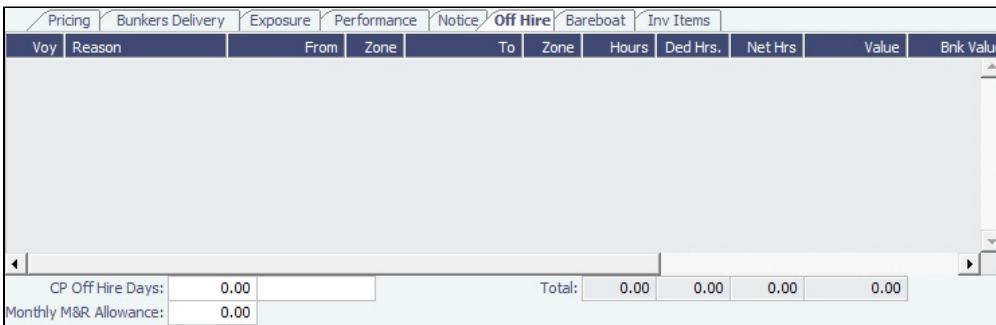 Pricing Bunkers Delivery Exposure Performance Notice Off Hire Bareboat Inv Items
Voy Reason From Zone To Zone Hours Ded Hrs. Net Hrs Value Bnk Valu
CP Off Hire Days: 0.00 Total: 0.00 0.00 0.00 0.00
Monthly M&R Allowance: 0.00